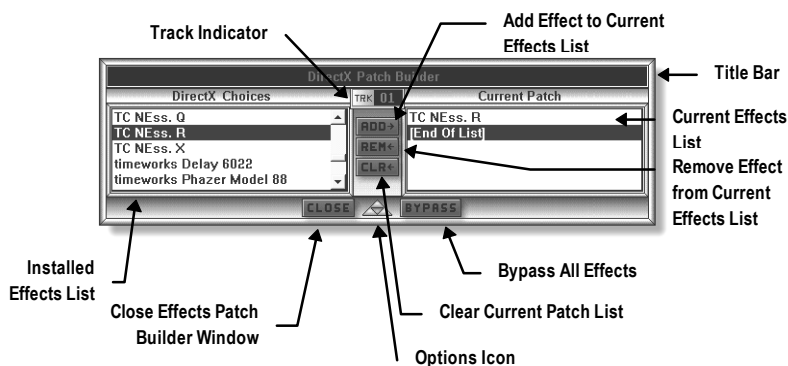 Add Effect to Current
Effects List
Track Indicator
Title Bar
DirectX Patch Builder
DirectX Choices
TRK 01
Current Patch
TC NEss. Q
TC NEss. R
TC NEss. X
timeworks Delay 6022
timeworks Phazer Model 88
ADD→
REM←
CLR←
TC NEss. R
[End Of List]
Current Effects
List
Remove Effect
from Current
Effects List
CLOSE
BYPASS
Installed
Effects List
Bypass All Effects
Close Effects Patch
Builder Window
Clear Current Patch List
Options Icon